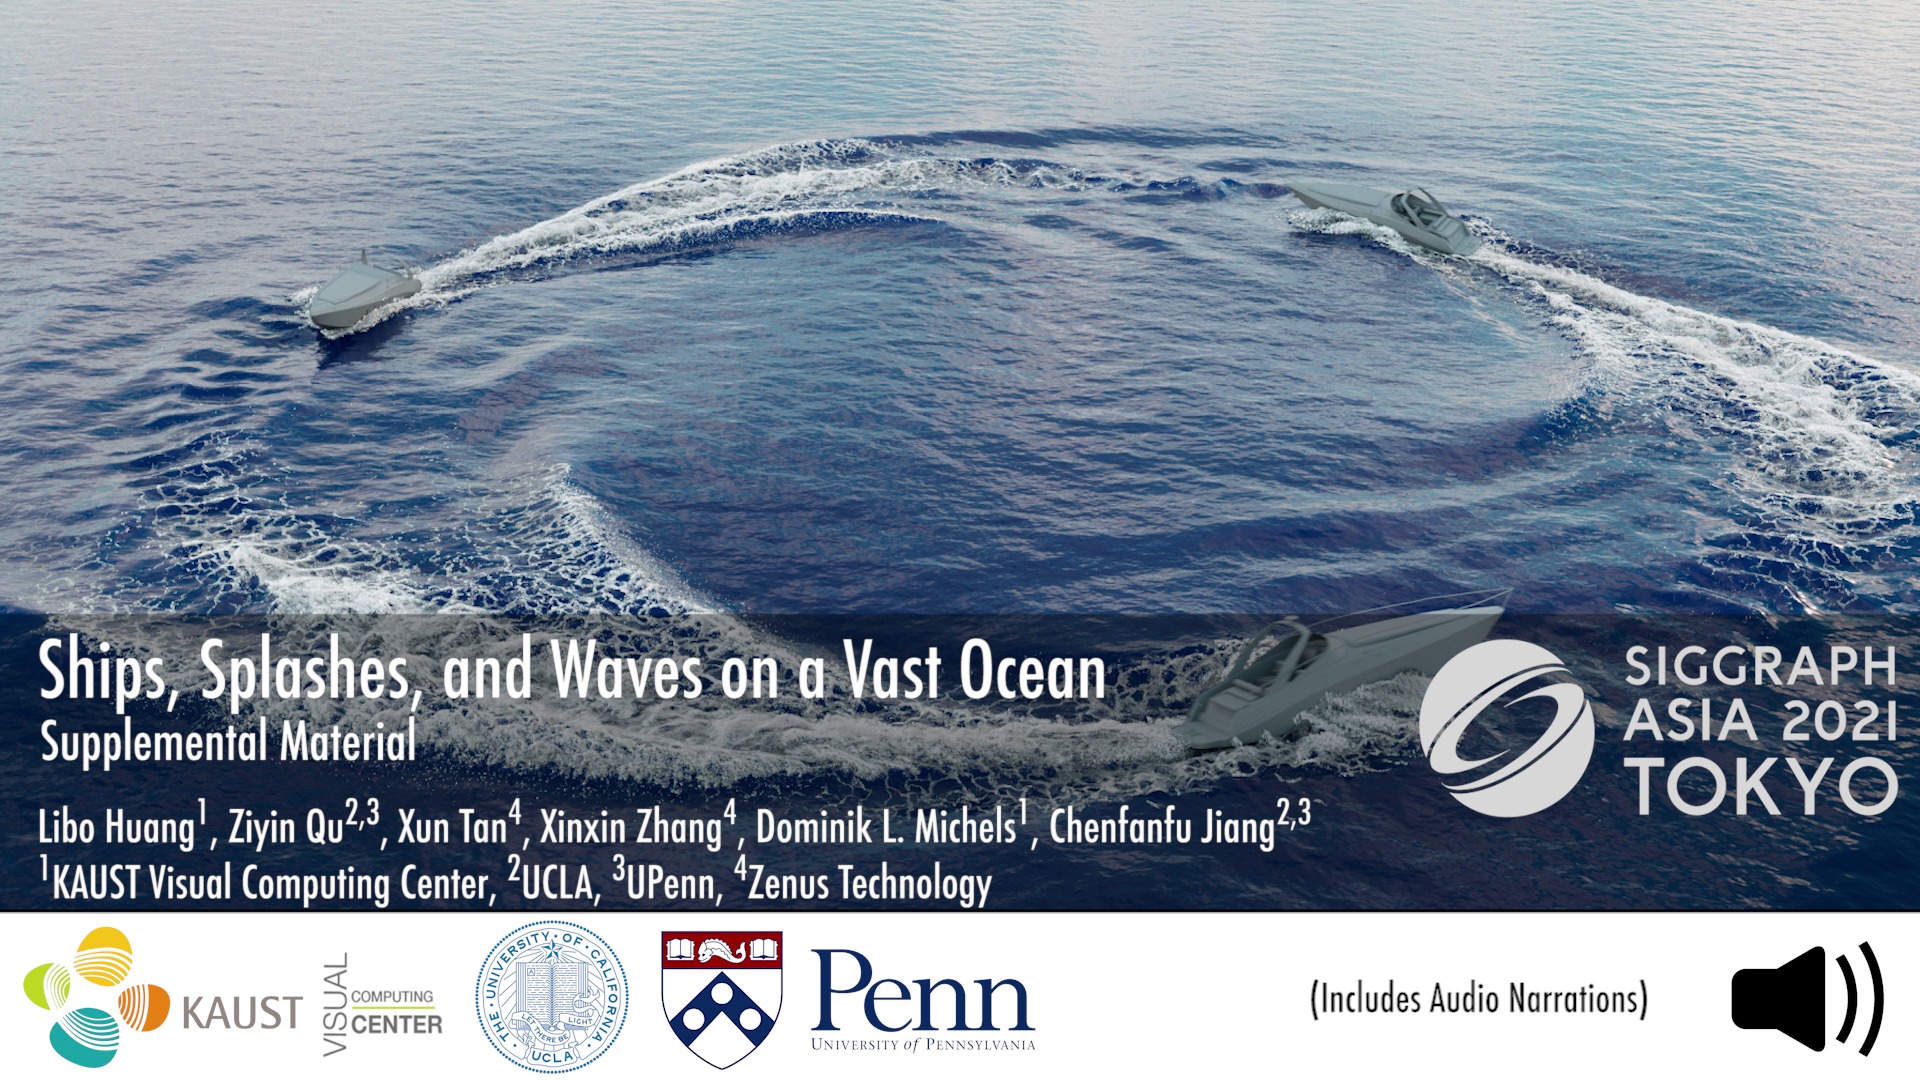 Ships, Splashes, and Waves on a Vast Ocean
Supplemental Material
Libo Huang1, Ziyin Qu2,3, Xun Tan4, Xinxin Zhang4, Dominik L. Michels1, Chenfanfu Jiang2,3
1KAUST Visual Computing Center, 2UCLA, 3UPenn, 4Zenus Technology
SIGGRAPH
ASIA 2021
TOKYO
KAUST
VISUAL
COMPUTING
CENTER
THE · UNIVERSITY · OF · CALIFORNIA
LET THERE BE LIGHT
UCLA
Penn
UNIVERSITY of PENNSYLVANIA
(Includes Audio Narrations)